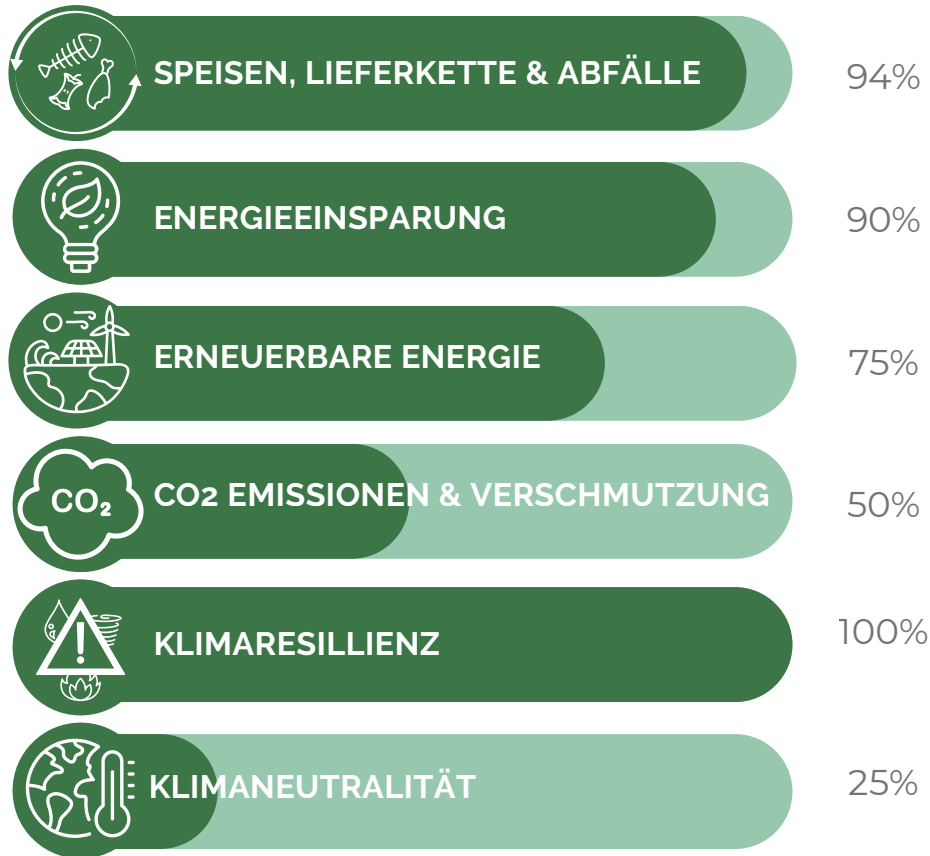 SPEISEN, LIEFERKETTE & ABFÄLLE 94%
ENERGIEEINSPARUNG 90%
ERNEUERBARE ENERGIE 75%
CO₂ CO2 EMISSIONEN & VERSCHMUTZUNG 50%
! KLIMARESILLIENZ 100%
KLIMANEUTRALITÄT 25%